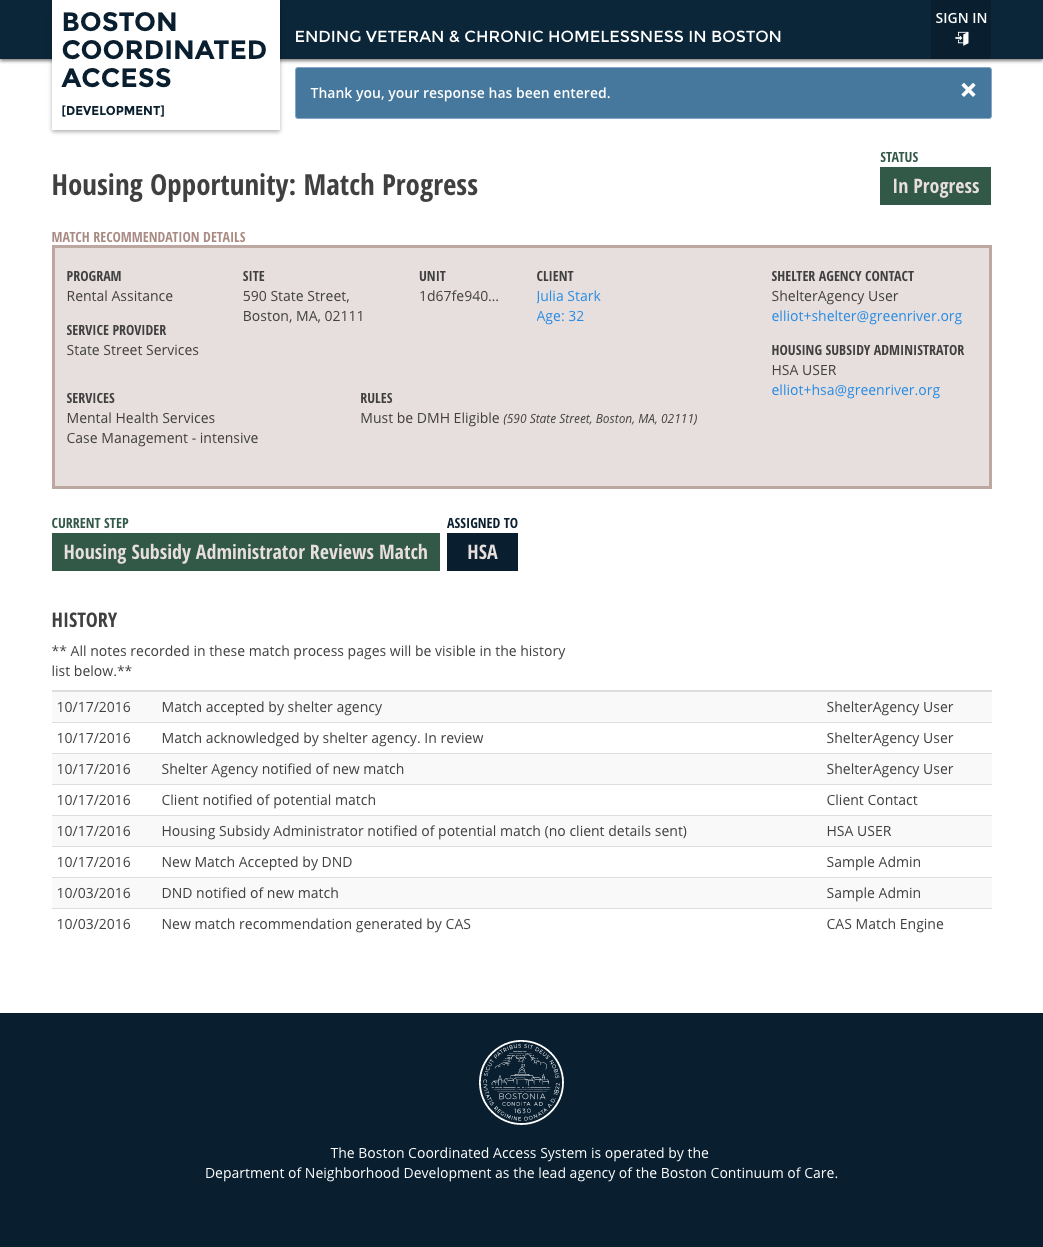 BOSTON
COORDINATED
ACCESS
[DEVELOPMENT]
ENDING VETERAN & CHRONIC HOMELESSNESS IN BOSTON
SIGN IN
Thank you, your response has been entered.
Housing Opportunity: Match Progress
STATUS
In Progress
MATCH RECOMMENDATION DETAILS
PROGRAM
Rental Assitance
SERVICE PROVIDER
State Street Services
SITE
590 State Street,
Boston, MA, 02111
UNIT
1d67fe940...
CLIENT
Julia Stark
Age: 32
SHELTER AGENCY CONTACT
ShelterAgency User
elliot+shelter@greenriver.org
HOUSING SUBSIDY ADMINISTRATOR
HSA USER
elliot+hsa@greenriver.org
SERVICES
Mental Health Services
Case Management - intensive
RULES
Must be DMH Eligible (590 State Street, Boston, MA, 02111)
CURRENT STEP
Housing Subsidy Administrator Reviews Match
ASSIGNED TO
HSA
HISTORY
** All notes recorded in these match process pages will be visible in the history
list below.**
10/17/2016 Match accepted by shelter agency ShelterAgency User
10/17/2016 Match acknowledged by shelter agency. In review ShelterAgency User
10/17/2016 Shelter Agency notified of new match ShelterAgency User
10/17/2016 Client notified of potential match Client Contact
10/17/2016 Housing Subsidy Administrator notified of potential match (no client details sent) HSA USER
10/17/2016 New Match Accepted by DND Sample Admin
10/03/2016 DND notified of new match Sample Admin
10/03/2016 New match recommendation generated by CAS CAS Match Engine
SICUT PATRIBUS SIT DEUS NOBIS
BOSTONIA
CONDITA AD
1630
CIVITATIS REGIMINE DONATA A.D. 1822
The Boston Coordinated Access System is operated by the
Department of Neighborhood Development as the lead agency of the Boston Continuum of Care.